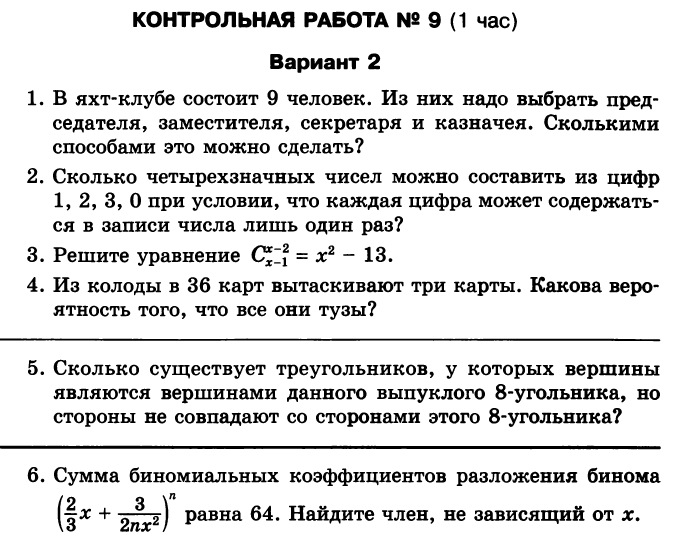 КОНТРОЛЬНАЯ РАБОТА № 9 (1 час)
Вариант 2
1. В яхт-клубе состоит 9 человек. Из них надо выбрать пред-
седателя, заместителя, секретаря и казначея. Сколькими
способами это можно сделать?
2. Сколько четырехзначных чисел можно составить из цифр
1, 2, 3, 0 при условии, что каждая цифра может содержать-
ся в записи числа лишь один раз?
3. Решите уравнение $C_{x-1}^{x-2} = x^2 - 13$.
4. Из колоды в 36 карт вытаскивают три карты. Какова веро-
ятность того, что все они тузы?
5. Сколько существует треугольников, у которых вершины
являются вершинами данного выпуклого 8-угольника, но
стороны не совпадают со сторонами этого 8-угольника?
6. Сумма биномиальных коэффициентов разложения бинома
$\left(\frac{2}{3}x + \frac{3}{2nx^2}\right)^n$ равна 64. Найдите член, не зависящий от x.